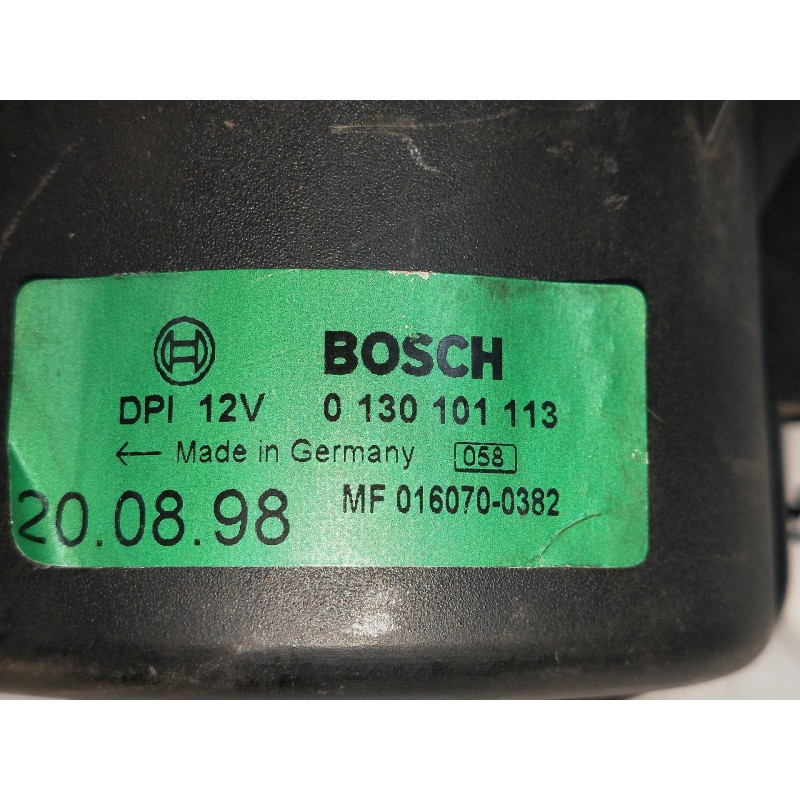 BOSCH
DPI 12V 0 130 101 113
← Made in Germany 058
20.08.98 MF 016070-0382